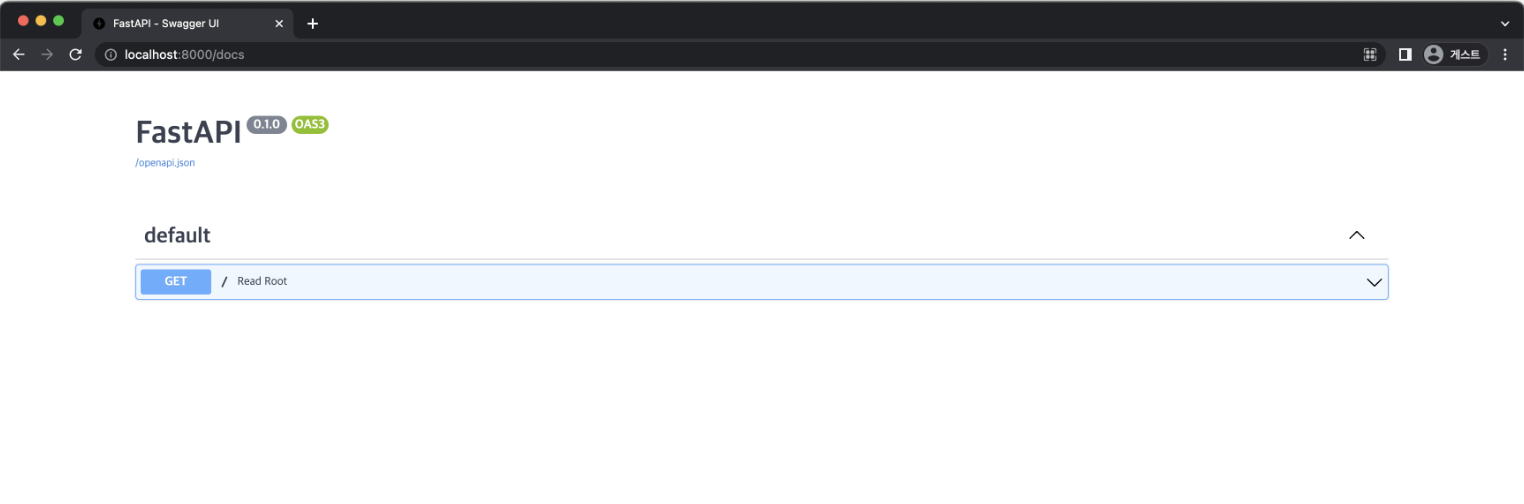 FastAPI - Swagger UI
localhost:8000/docs
게스트
FastAPI 0.1.0 OAS3
/openapi.json
default
GET / Read Root